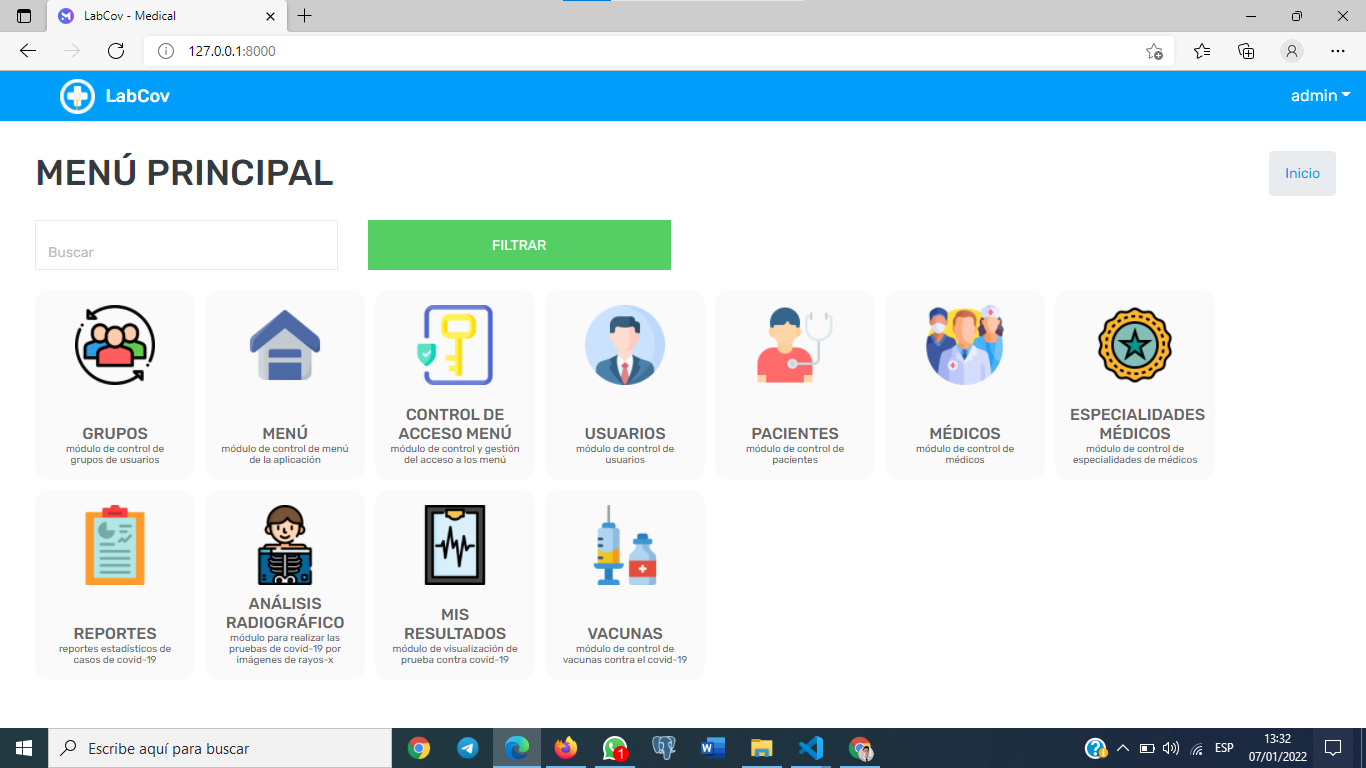 LabCov - Medical
127.0.0.1:8000
LabCov
admin
MENÚ PRINCIPAL
Inicio
Buscar
FILTRAR
GRUPOS
módulo de control de
grupos de usuarios
MENÚ
módulo de control de menú
de la aplicación
CONTROL DE
ACCESO MENÚ
módulo de control y gestión
del acceso a los menú
USUARIOS
módulo de control de
usuarios
PACIENTES
módulo de control de
pacientes
MÉDICOS
módulo de control de
médicos
ESPECIALIDADES
MÉDICOS
módulo de control de
especialidades de médicos
REPORTES
reportes estadísticos de
casos de covid-19
ANÁLISIS
RADIOGRÁFICO
módulo para realizar las
pruebas de covid-19 por
imágenes de rayos-x
MIS
RESULTADOS
módulo de visualización de
prueba contra covid-19
VACUNAS
módulo de control de
vacunas contra el covid-19
Escribe aquí para buscar
1
ESP
13:32
07/01/2022